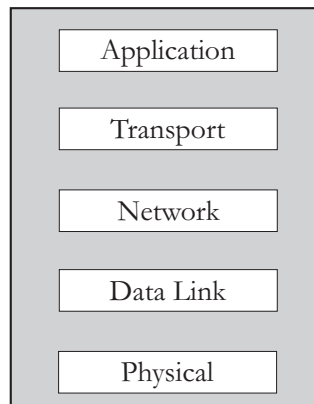 Application
Transport
Network
Data Link
Physical